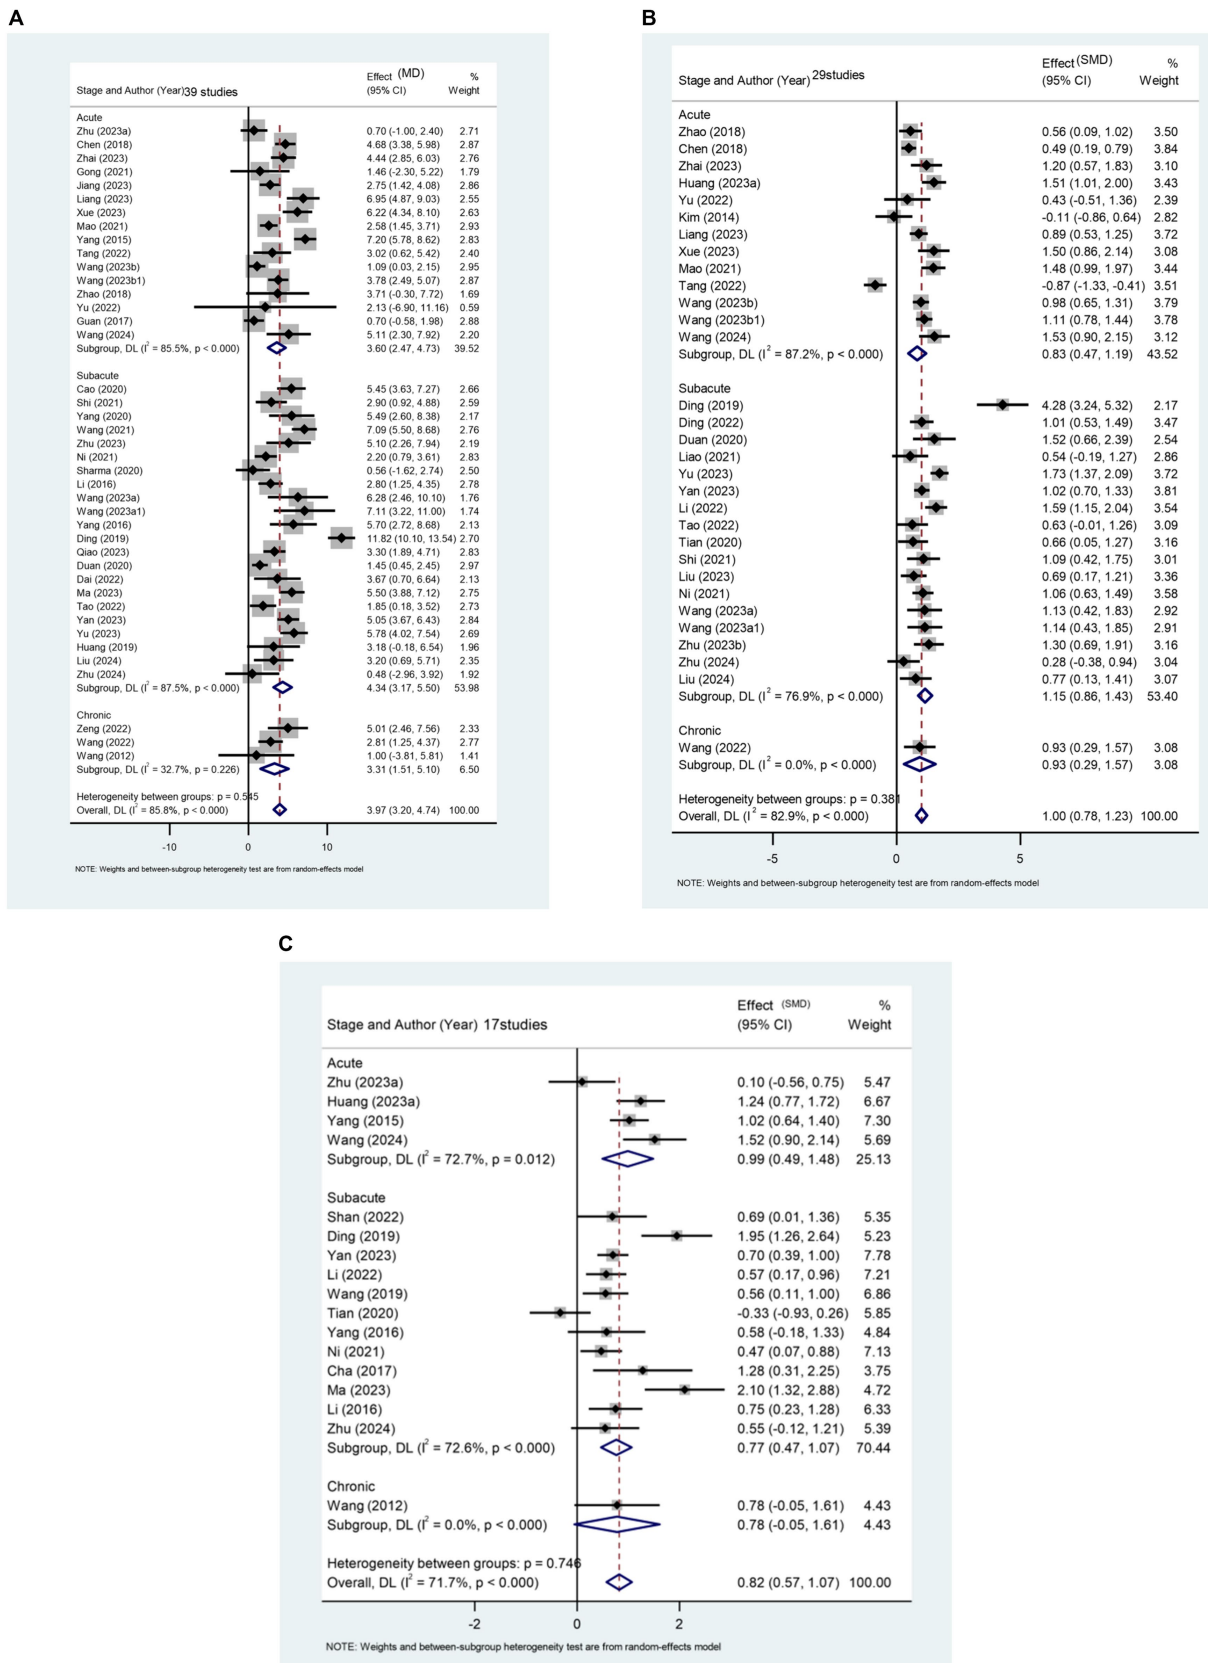 A
Effect (MD) %
Stage and Author (Year)39 studies (95% CI) Weight
Acute
Zhu (2023a) 0.70 (-1.00, 2.40) 2.71
Chen (2018) 4.68 (3.38, 5.98) 2.87
Zhai (2023) 4.44 (2.85, 6.03) 2.76
Gong (2021) 1.46 (-2.30, 5.22) 1.79
Jiang (2023) 2.75 (1.42, 4.08) 2.86
Liang (2023) 6.95 (4.87, 9.03) 2.55
Xue (2023) 6.22 (4.34, 8.10) 2.63
Mao (2021) 2.58 (1.45, 3.71) 2.93
Yang (2015) 7.20 (5.78, 8.62) 2.83
Tang (2022) 3.02 (0.62, 5.42) 2.40
Wang (2023b) 1.09 (0.03, 2.15) 2.95
Wang (2023b1) 3.78 (2.49, 5.07) 2.87
Zhao (2018) 3.71 (-0.30, 7.72) 1.69
Yu (2022) 2.13 (-6.90, 11.16) 0.59
Guan (2017) 0.70 (-0.58, 1.98) 2.88
Wang (2024) 5.11 (2.30, 7.92) 2.20
Subgroup, DL (I² = 85.5%, p < 0.000) 3.60 (2.47, 4.73) 39.52
Subacute
Cao (2020) 5.45 (3.63, 7.27) 2.66
Shi (2021) 2.90 (0.92, 4.88) 2.59
Yang (2020) 5.49 (2.60, 8.38) 2.17
Wang (2021) 7.09 (5.50, 8.68) 2.76
Zhu (2023) 5.10 (2.26, 7.94) 2.19
Ni (2021) 2.20 (0.79, 3.61) 2.83
Sharma (2020) 0.56 (-1.62, 2.74) 2.50
Li (2016) 2.80 (1.25, 4.35) 2.78
Wang (2023a) 6.28 (2.46, 10.10) 1.76
Wang (2023a1) 7.11 (3.22, 11.00) 1.74
Yang (2016) 5.70 (2.72, 8.68) 2.13
Ding (2019) 11.82 (10.10, 13.54) 2.70
Qiao (2023) 3.30 (1.89, 4.71) 2.83
Duan (2020) 1.45 (0.45, 2.45) 2.97
Dai (2022) 3.67 (0.70, 6.64) 2.13
Ma (2023) 5.50 (3.88, 7.12) 2.75
Tao (2022) 1.85 (0.18, 3.52) 2.73
Yan (2023) 5.05 (3.67, 6.43) 2.84
Yu (2023) 5.78 (4.02, 7.54) 2.69
Huang (2019) 3.18 (-0.18, 6.54) 1.96
Liu (2024) 3.20 (0.69, 5.71) 2.35
Zhu (2024) 0.48 (-2.96, 3.92) 1.92
Subgroup, DL (I² = 87.5%, p < 0.000) 4.34 (3.17, 5.50) 53.98
Chronic
Zeng (2022) 5.01 (2.46, 7.56) 2.33
Wang (2022) 2.81 (1.25, 4.37) 2.77
Wang (2012) 1.00 (-3.81, 5.81) 1.41
Subgroup, DL (I² = 32.7%, p = 0.226) 3.31 (1.51, 5.10) 6.50
Heterogeneity between groups: p = 0.545
Overall, DL (I² = 85.8%, p < 0.000) 3.97 (3.20, 4.74) 100.00
-10 0 10
NOTE: Weights and between-subgroup heterogeneity test are from random-effects model
B
Effect (SMD) %
Stage and Author (Year) 29studies (95% CI) Weight
Acute
Zhao (2018) 0.56 (0.09, 1.02) 3.50
Chen (2018) 0.49 (0.19, 0.79) 3.84
Zhai (2023) 1.20 (0.57, 1.83) 3.10
Huang (2023a) 1.51 (1.01, 2.00) 3.43
Yu (2022) 0.43 (-0.51, 1.36) 2.39
Kim (2014) -0.11 (-0.86, 0.64) 2.82
Liang (2023) 0.89 (0.53, 1.25) 3.72
Xue (2023) 1.50 (0.86, 2.14) 3.08
Mao (2021) 1.48 (0.99, 1.97) 3.44
Tang (2022) -0.87 (-1.33, -0.41) 3.51
Wang (2023b) 0.98 (0.65, 1.31) 3.79
Wang (2023b1) 1.11 (0.78, 1.44) 3.78
Wang (2024) 1.53 (0.90, 2.15) 3.12
Subgroup, DL (I² = 87.2%, p < 0.000) 0.83 (0.47, 1.19) 43.52
Subacute
Ding (2019) 4.28 (3.24, 5.32) 2.17
Ding (2022) 1.01 (0.53, 1.49) 3.47
Duan (2020) 1.52 (0.66, 2.39) 2.54
Liao (2021) 0.54 (-0.19, 1.27) 2.86
Yu (2023) 1.73 (1.37, 2.09) 3.72
Yan (2023) 1.02 (0.70, 1.33) 3.81
Li (2022) 1.59 (1.15, 2.04) 3.54
Tao (2022) 0.63 (-0.01, 1.26) 3.09
Tian (2020) 0.66 (0.05, 1.27) 3.16
Shi (2021) 1.09 (0.42, 1.75) 3.01
Liu (2023) 0.69 (0.17, 1.21) 3.36
Ni (2021) 1.06 (0.63, 1.49) 3.58
Wang (2023a) 1.13 (0.42, 1.83) 2.92
Wang (2023a1) 1.14 (0.43, 1.85) 2.91
Zhu (2023b) 1.30 (0.69, 1.91) 3.16
Zhu (2024) 0.28 (-0.38, 0.94) 3.04
Liu (2024) 0.77 (0.13, 1.41) 3.07
Subgroup, DL (I² = 76.9%, p < 0.000) 1.15 (0.86, 1.43) 53.40
Chronic
Wang (2022) 0.93 (0.29, 1.57) 3.08
Subgroup, DL (I² = 0.0%, p < 0.000) 0.93 (0.29, 1.57) 3.08
Heterogeneity between groups: p = 0.381
Overall, DL (I² = 82.9%, p < 0.000) 1.00 (0.78, 1.23) 100.00
-5 0 5
NOTE: Weights and between-subgroup heterogeneity test are from random-effects model
C
Effect (SMD) %
Stage and Author (Year) 17studies (95% CI) Weight
Acute
Zhu (2023a) 0.10 (-0.56, 0.75) 5.47
Huang (2023a) 1.24 (0.77, 1.72) 6.67
Yang (2015) 1.02 (0.64, 1.40) 7.30
Wang (2024) 1.52 (0.90, 2.14) 5.69
Subgroup, DL (I² = 72.7%, p = 0.012) 0.99 (0.49, 1.48) 25.13
Subacute
Shan (2022) 0.69 (0.01, 1.36) 5.35
Ding (2019) 1.95 (1.26, 2.64) 5.23
Yan (2023) 0.70 (0.39, 1.00) 7.78
Li (2022) 0.57 (0.17, 0.96) 7.21
Wang (2019) 0.56 (0.11, 1.00) 6.86
Tian (2020) -0.33 (-0.93, 0.26) 5.85
Yang (2016) 0.58 (-0.18, 1.33) 4.84
Ni (2021) 0.47 (0.07, 0.88) 7.13
Cha (2017) 1.28 (0.31, 2.25) 3.75
Ma (2023) 2.10 (1.32, 2.88) 4.72
Li (2016) 0.75 (0.23, 1.28) 6.33
Zhu (2024) 0.55 (-0.12, 1.21) 5.39
Subgroup, DL (I² = 72.6%, p < 0.000) 0.77 (0.47, 1.07) 70.44
Chronic
Wang (2012) 0.78 (-0.05, 1.61) 4.43
Subgroup, DL (I² = 0.0%, p < 0.000) 0.78 (-0.05, 1.61) 4.43
Heterogeneity between groups: p = 0.746
Overall, DL (I² = 71.7%, p < 0.000) 0.82 (0.57, 1.07) 100.00
-2 0 2
NOTE: Weights and between-subgroup heterogeneity test are from random-effects model